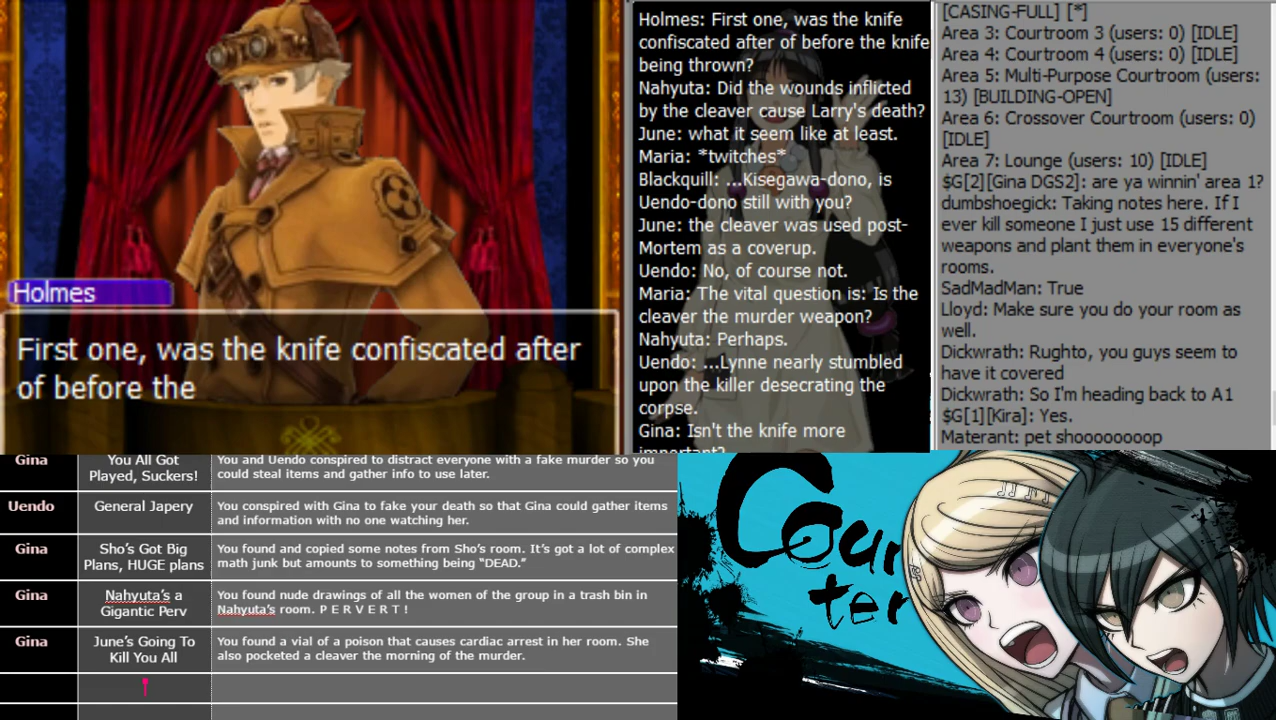 Holmes
First one, was the knife confiscated after
of before the
Holmes: First one, was the knife
confiscated after of before the knife
being thrown?
Nahyuta: Did the wounds inflicted
by the cleaver cause Larry's death?
June: what it seem like at least.
Maria: *twitches*
Blackquill: ...Kisegawa-dono, is
Uendo-dono still with you?
June: the cleaver was used post-
Mortem as a coverup.
Uendo: No, of course not.
Maria: The vital question is: Is the
cleaver the murder weapon?
Nahyuta: Perhaps.
Uendo: ...Lynne nearly stumbled
upon the killer desecrating the
corpse.
Gina: Isn't the knife more
important?
[CASING-FULL] [*]
Area 3: Courtroom 3 (users: 0) [IDLE]
Area 4: Courtroom 4 (users: 0) [IDLE]
Area 5: Multi-Purpose Courtroom (users:
13) [BUILDING-OPEN]
Area 6: Crossover Courtroom (users: 0)
[IDLE]
Area 7: Lounge (users: 10) [IDLE]
$G[2][Gina DGS2]: are ya winnin' area 1?
dumbshoegick: Taking notes here. If I
ever kill someone I just use 15 different
weapons and plant them in everyone's
rooms.
SadMadMan: True
Lloyd: Make sure you do your room as
well.
Dickwrath: Rughto, you guys seem to
have it covered
Dickwrath: So I'm heading back to A1
$G[1][Kira]: Yes.
Materant: pet shooooooop
Gina
You All Got
Played, Suckers!
You and Uendo conspired to distract everyone with a fake murder so you
could steal items and gather info to use later.
Uendo
General Japery
You conspired with Gina to fake your death so that Gina could gather items
and information with no one watching her.
Gina
Sho's Got Big
Plans, HUGE plans
You found and copied some notes from Sho's room. It's got a lot of complex
math junk but amounts to something being "DEAD."
Gina
Nahyuta's a
Gigantic Perv
You found nude drawings of all the women of the group in a trash bin in
Nahyuta's room. P E R V E R T !
Gina
June's Going To
Kill You All
You found a vial of a poison that causes cardiac arrest in her room. She
also pocketed a cleaver the morning of the murder.
Coun
ter